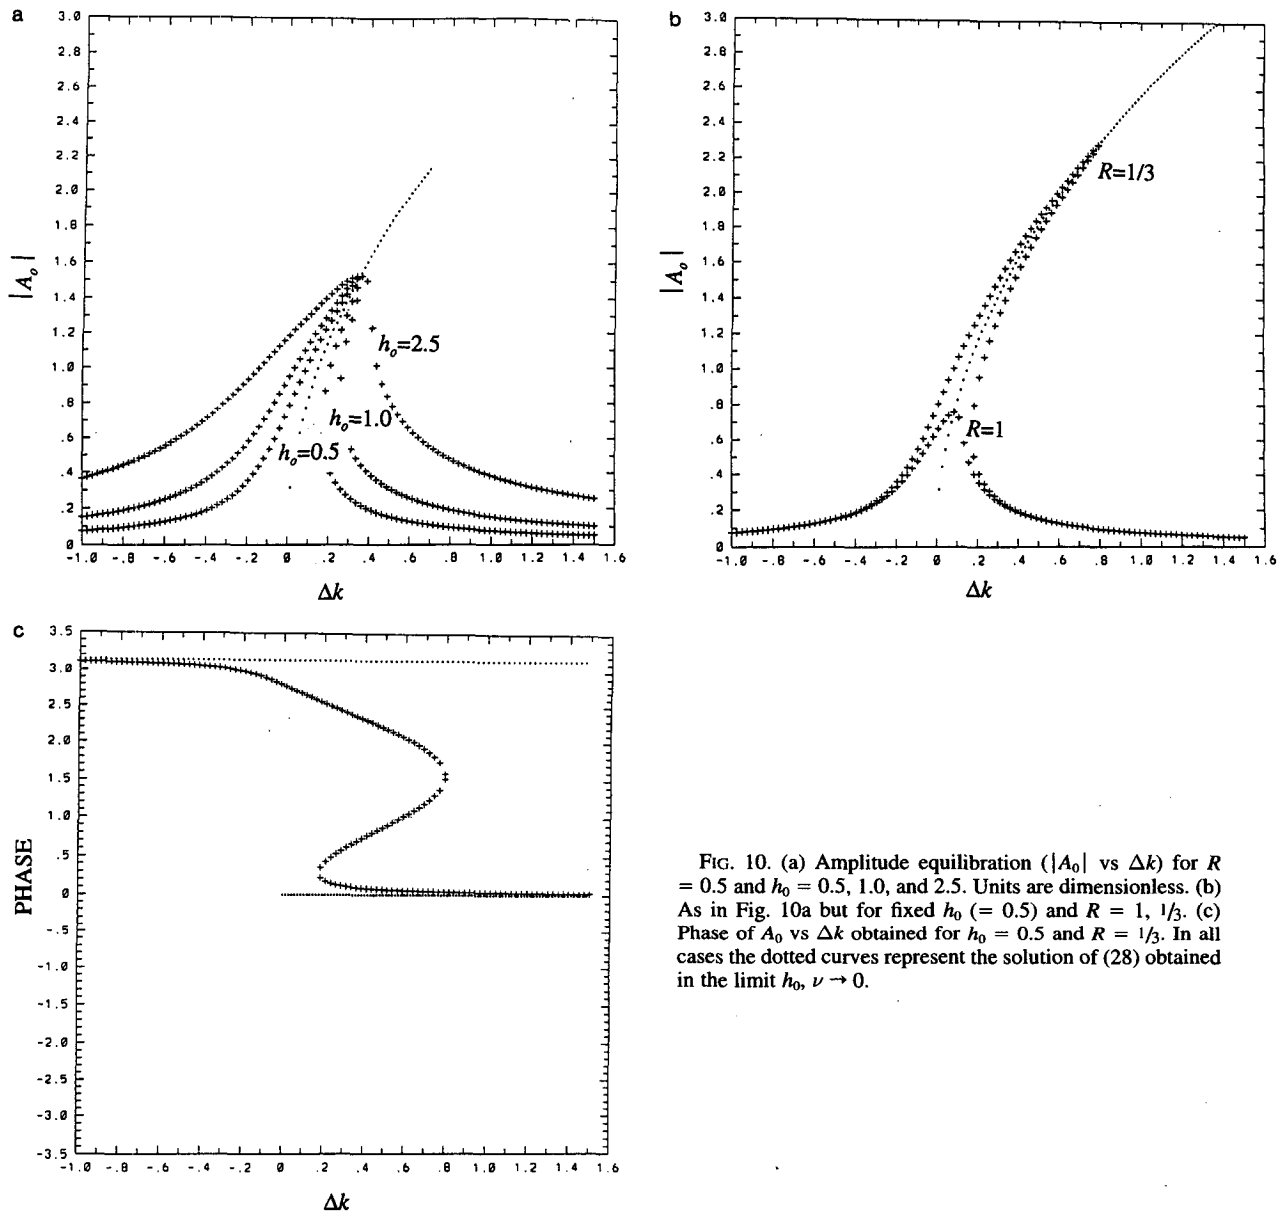 a
3.0
2.8
2.6
2.4
2.2
2.0
1.8
1.6
1.4
1.2
1.0
.8
.6
.4
.2
0
|A₀|
h₀=2.5
h₀=1.0
h₀=0.5
-1.0 -.8 -.6 -.4 -.2 0 .2 .4 .6 .8 1.0 1.2 1.4 1.6
Δk
b
3.0
2.8
2.6
2.4
2.2
2.0
1.8
1.6
1.4
1.2
1.0
.8
.6
.4
.2
0
|A₀|
R=1/3
R=1
-1.0 -.8 -.6 -.4 -.2 0 .2 .4 .6 .8 1.0 1.2 1.4 1.6
Δk
c
3.5
3.0
2.5
2.0
1.5
1.0
.5
0
-.5
-1.0
-1.5
-2.0
-2.5
-3.0
-3.5
PHASE
-1.0 -.8 -.6 -.4 -.2 0 .2 .4 .6 .8 1.0 1.2 1.4 1.6
Δk
FIG. 10. (a) Amplitude equilibration (|A₀| vs Δk) for R
= 0.5 and h₀ = 0.5, 1.0, and 2.5. Units are dimensionless. (b)
As in Fig. 10a but for fixed h₀ (= 0.5) and R = 1, 1/3. (c)
Phase of A₀ vs Δk obtained for h₀ = 0.5 and R = 1/3. In all
cases the dotted curves represent the solution of (28) obtained
in the limit h₀, ν → 0.